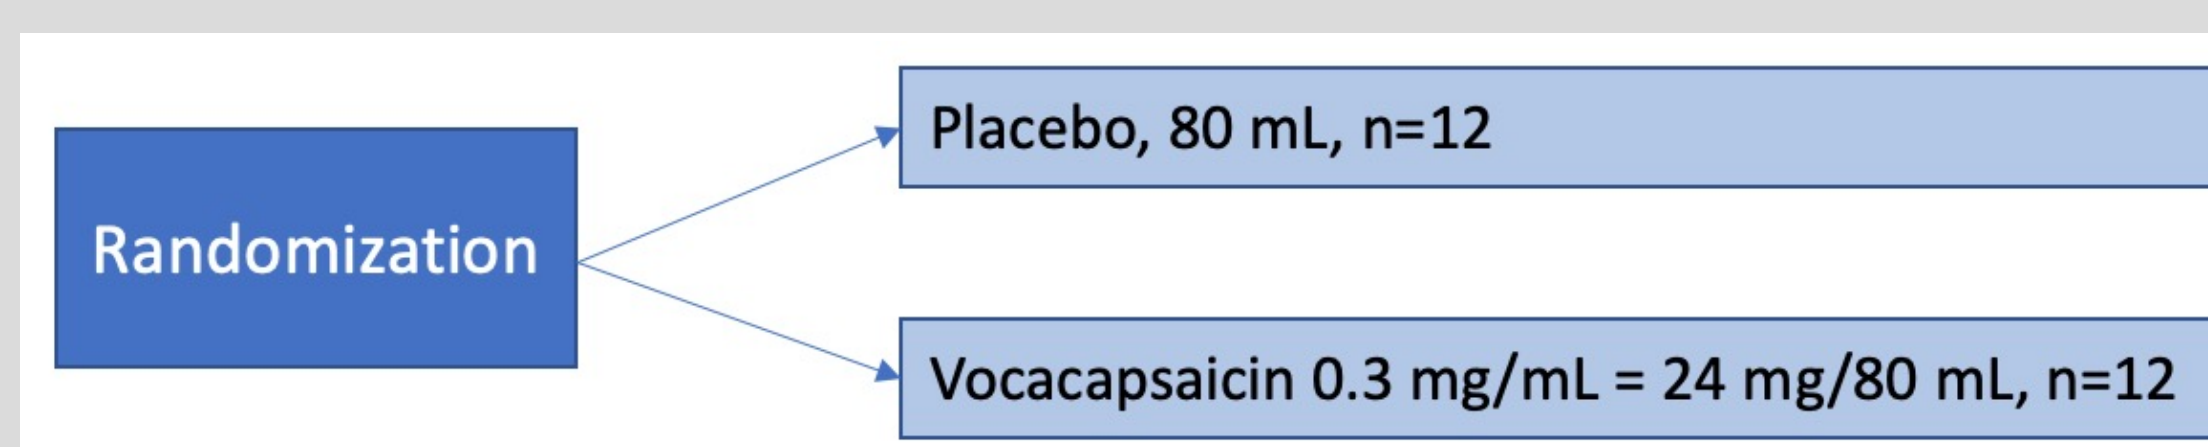 Randomization
Placebo, 80 mL, n=12
Vocacapsaicin 0.3 mg/mL = 24 mg/80 mL, n=12